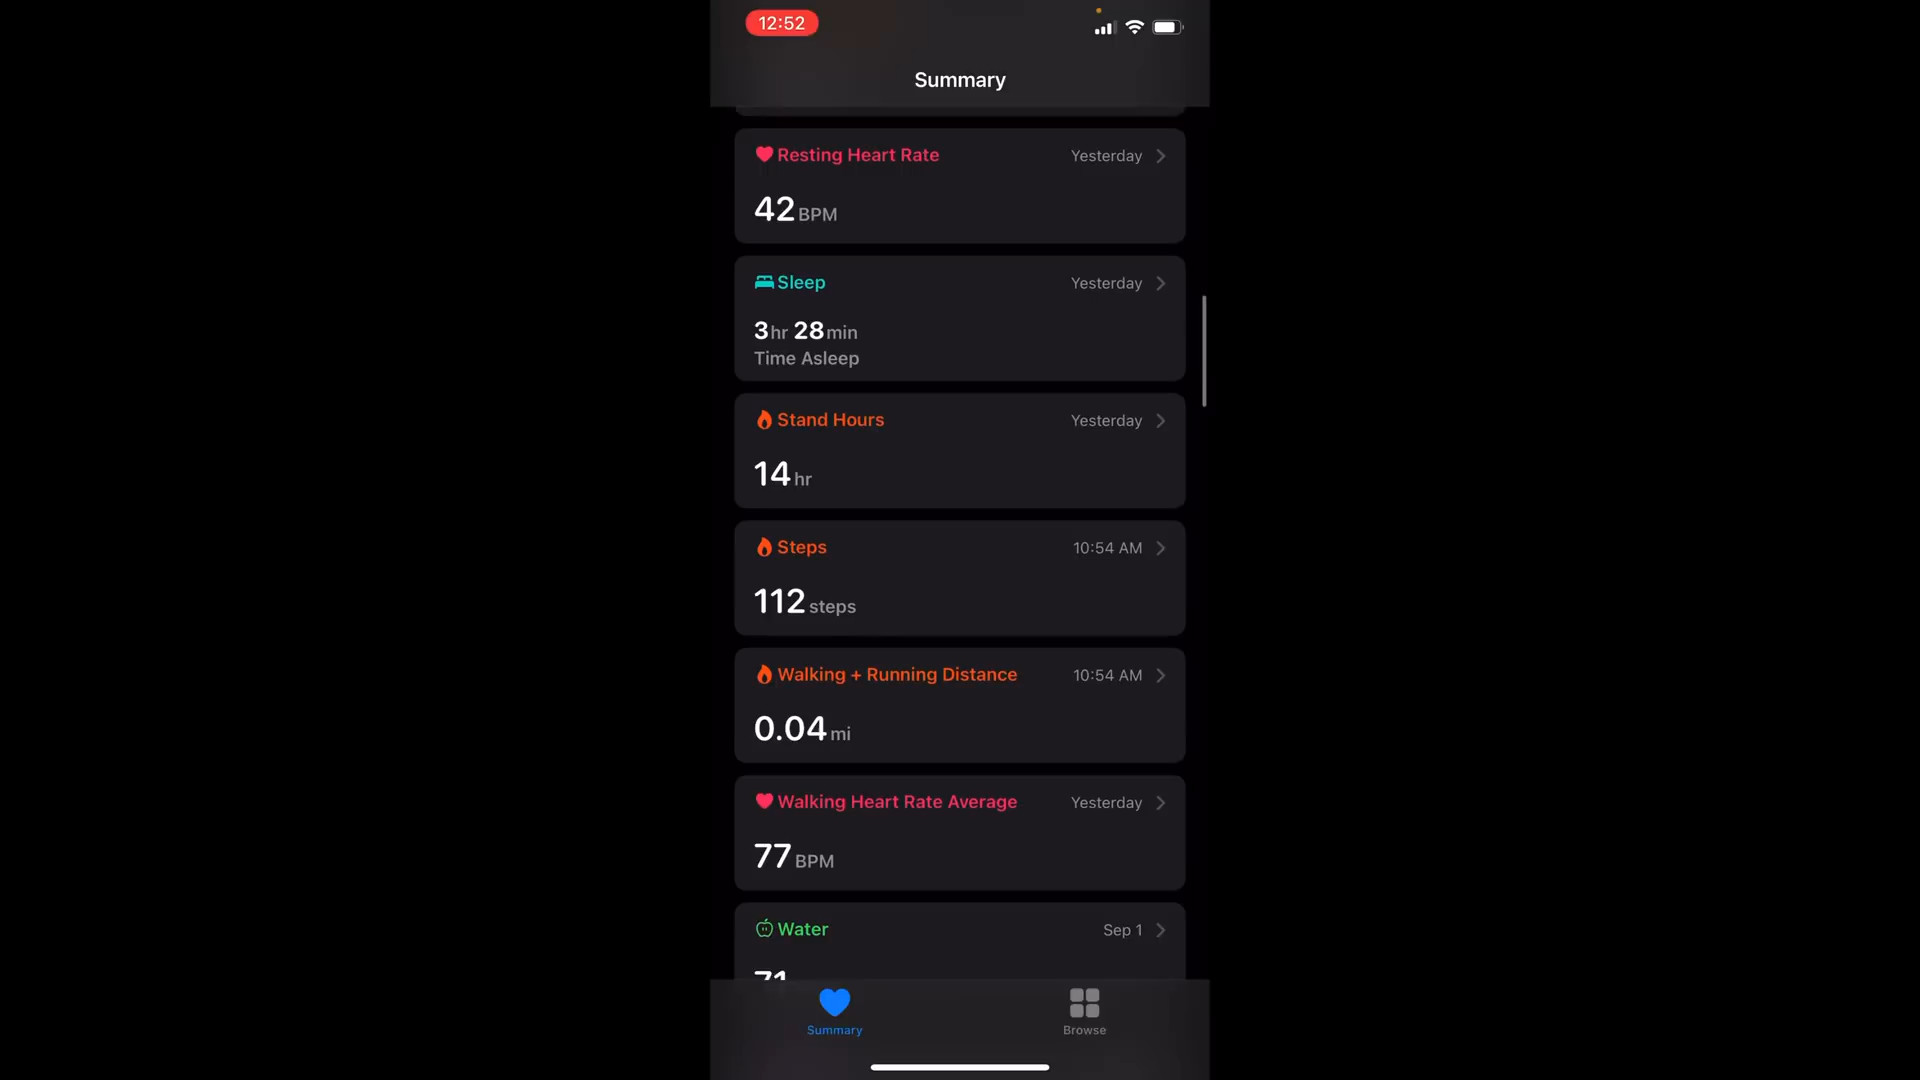 12:52
Summary
Resting Heart Rate Yesterday
42 BPM
Sleep Yesterday
3 hr 28 min
Time Asleep
Stand Hours Yesterday
14 hr
Steps 10:54 AM
112 steps
Walking + Running Distance 10:54 AM
0.04 mi
Walking Heart Rate Average Yesterday
77 BPM
Water Sep 1
71
Summary Browse